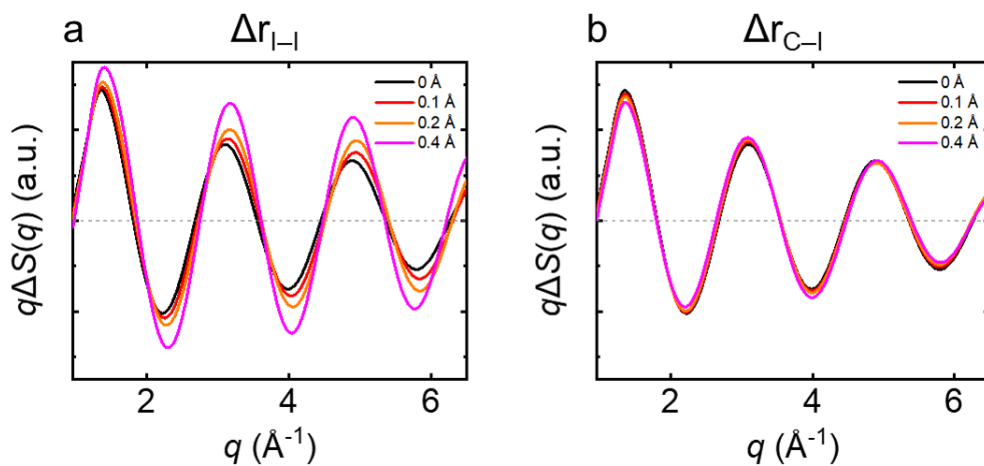 a
Δr_I–I
0 Å
0.1 Å
0.2 Å
0.4 Å
qΔS(q) (a.u.)
2 4 6
q (Å⁻¹)
b
Δr_C–I
0 Å
0.1 Å
0.2 Å
0.4 Å
qΔS(q) (a.u.)
2 4 6
q (Å⁻¹)